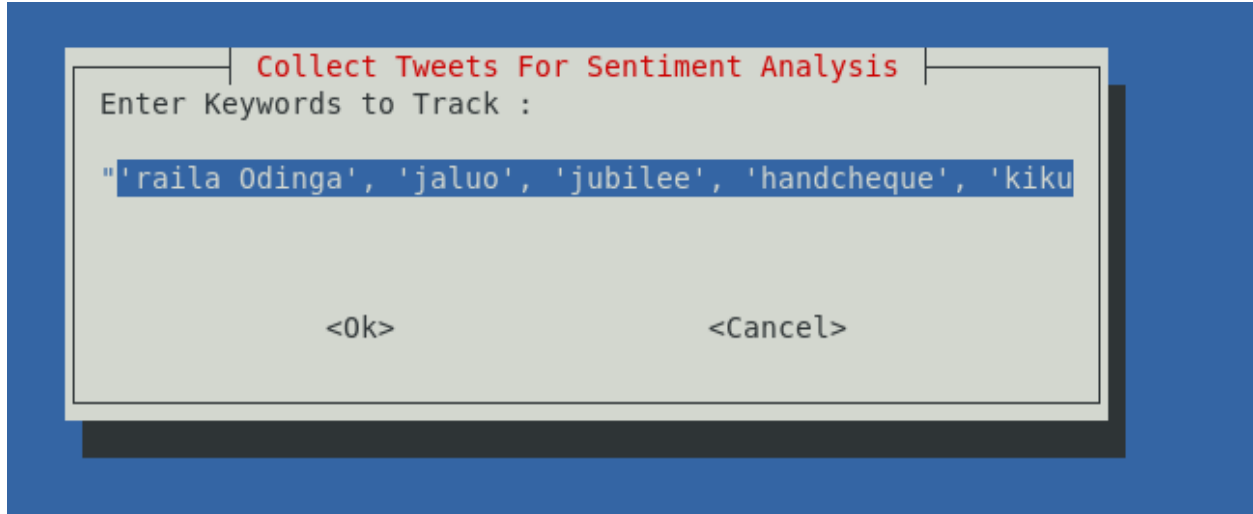 Collect Tweets For Sentiment Analysis
Enter Keywords to Track :
"'raila Odinga', 'jaluo', 'jubilee', 'handcheque', 'kiku
<Ok> <Cancel>